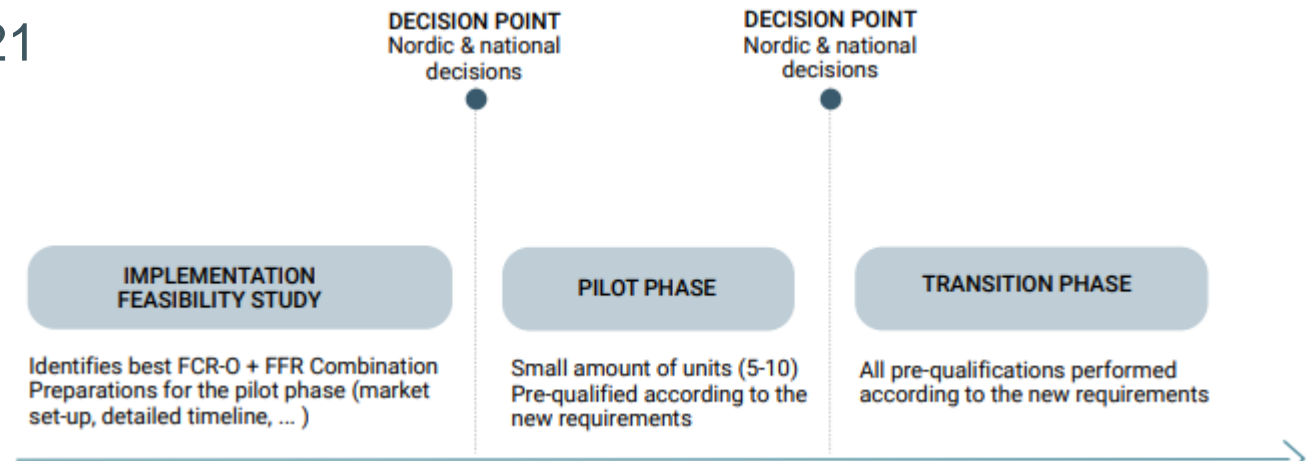 21
DECISION POINT
Nordic & national
decisions
DECISION POINT
Nordic & national
decisions
IMPLEMENTATION
FEASIBILITY STUDY
Identifies best FCR-O + FFR Combination
Preparations for the pilot phase (market
set-up, detailed timeline, ... )
PILOT PHASE
Small amount of units (5-10)
Pre-qualified according to the
new requirements
TRANSITION PHASE
All pre-qualifications performed
according to the new requirements